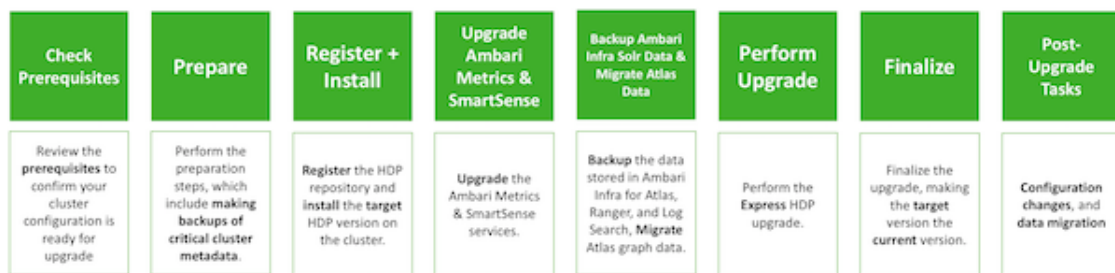 Check
Prerequisites
Prepare
Register +
Install
Upgrade
Ambari
Metrics &
SmartSense
Backup Ambari
Infra Solr Data &
Migrate Atlas
Data
Perform
Upgrade
Finalize
Post-
Upgrade
Tasks
Review the
prerequisites to
confirm your
cluster
configuration is
ready for
upgrade
Perform the
preparation
steps, which
include making
backups of
critical cluster
metadata.
Register the HDP
repository and
install the target
HDP version on
the cluster.
Upgrade the
Ambari Metrics
& SmartSense
services.
Backup the data
stored in Ambari
Infra for Atlas,
Ranger, and Log
Search, Migrate
Atlas graph data.
Perform the
Express HDP
upgrade.
Finalize the
upgrade, making
the target
version the
current version.
Configuration
changes, and
data migration